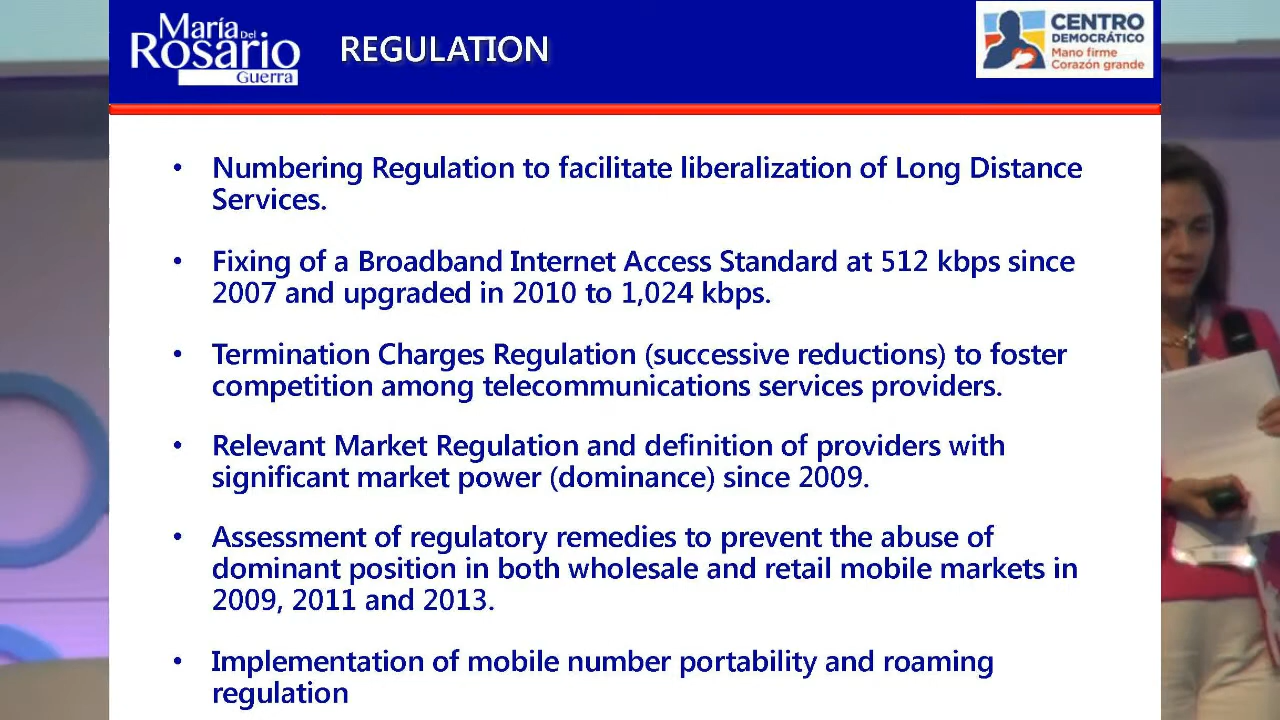 María Del
Rosario
Guerra
REGULATION
CENTRO
DEMOCRÁTICO
Mano firme
Corazón grande
• Numbering Regulation to facilitate liberalization of Long Distance
Services.
• Fixing of a Broadband Internet Access Standard at 512 kbps since
2007 and upgraded in 2010 to 1,024 kbps.
• Termination Charges Regulation (successive reductions) to foster
competition among telecommunications services providers.
• Relevant Market Regulation and definition of providers with
significant market power (dominance) since 2009.
• Assessment of regulatory remedies to prevent the abuse of
dominant position in both wholesale and retail mobile markets in
2009, 2011 and 2013.
• Implementation of mobile number portability and roaming
regulation